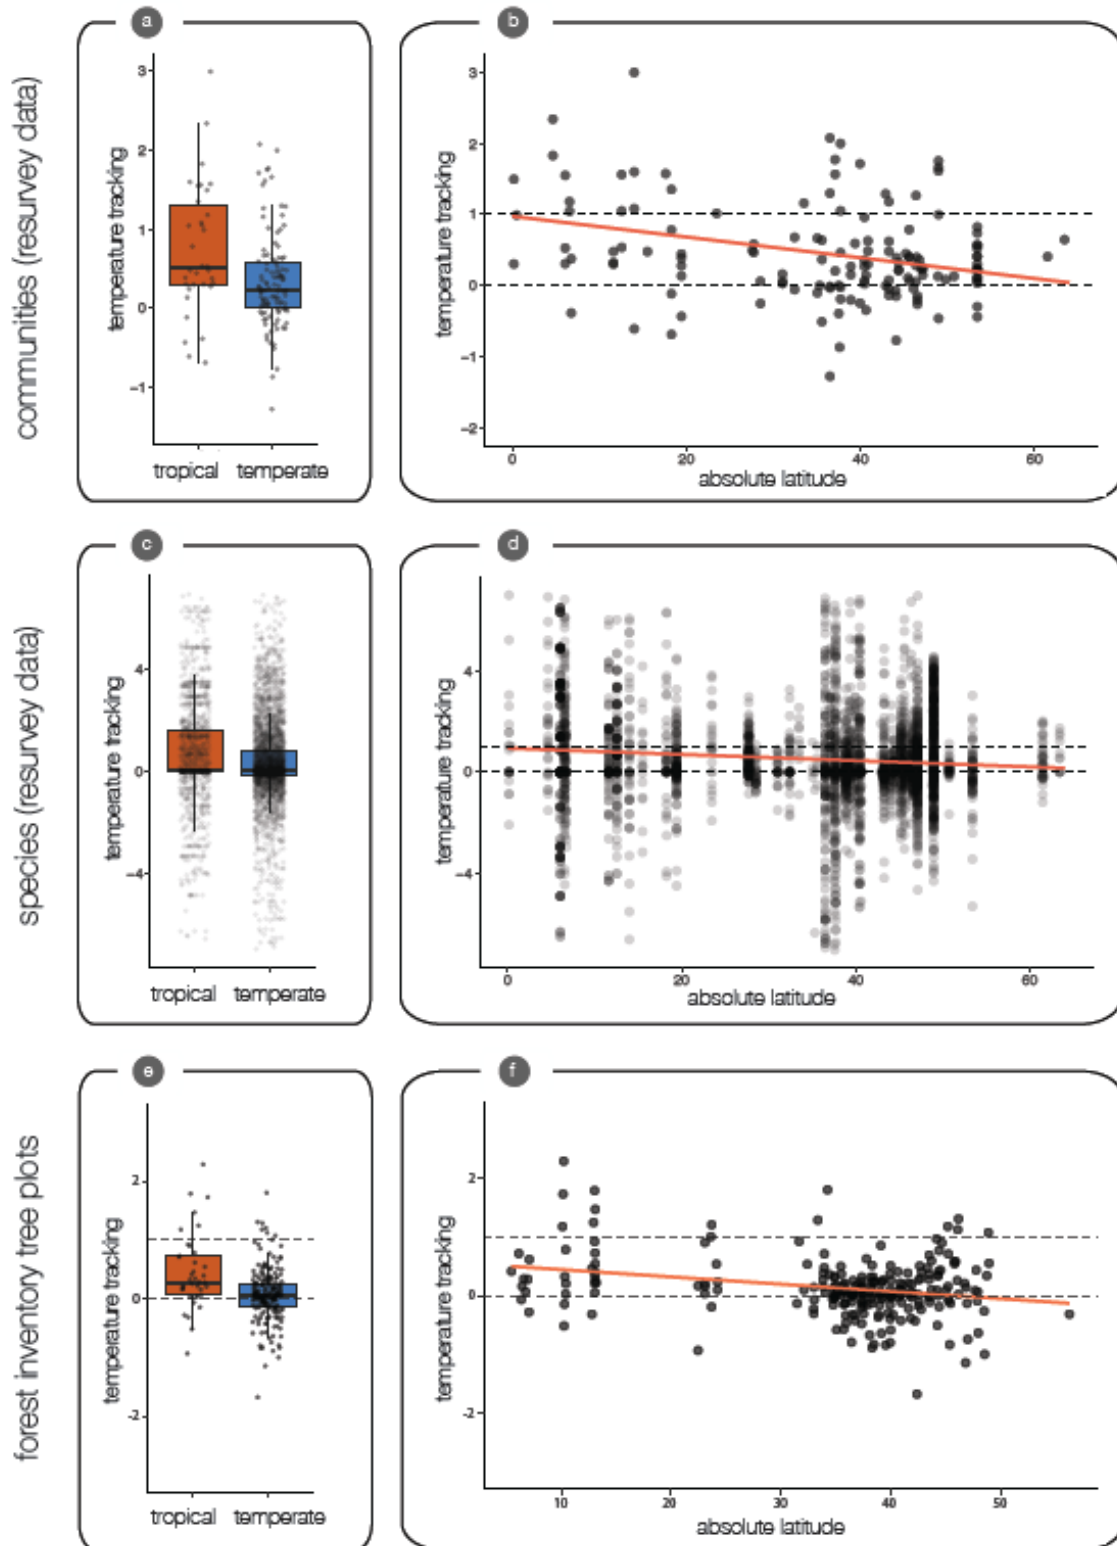 communities (resurvey data)
a
temperature tracking
3
2
1
0
−1
tropical temperate
b
temperature tracking
3
2
1
0
−1
−2
0 20 40 60
absolute latitude
species (resurvey data)
c
temperature tracking
4
0
−4
tropical temperate
d
temperature tracking
4
0
−4
0 20 40 60
absolute latitude
forest inventory tree plots
e
temperature tracking
2
0
-2
tropical temperate
f
temperature tracking
2
0
-2
10 20 30 40 50
absolute latitude